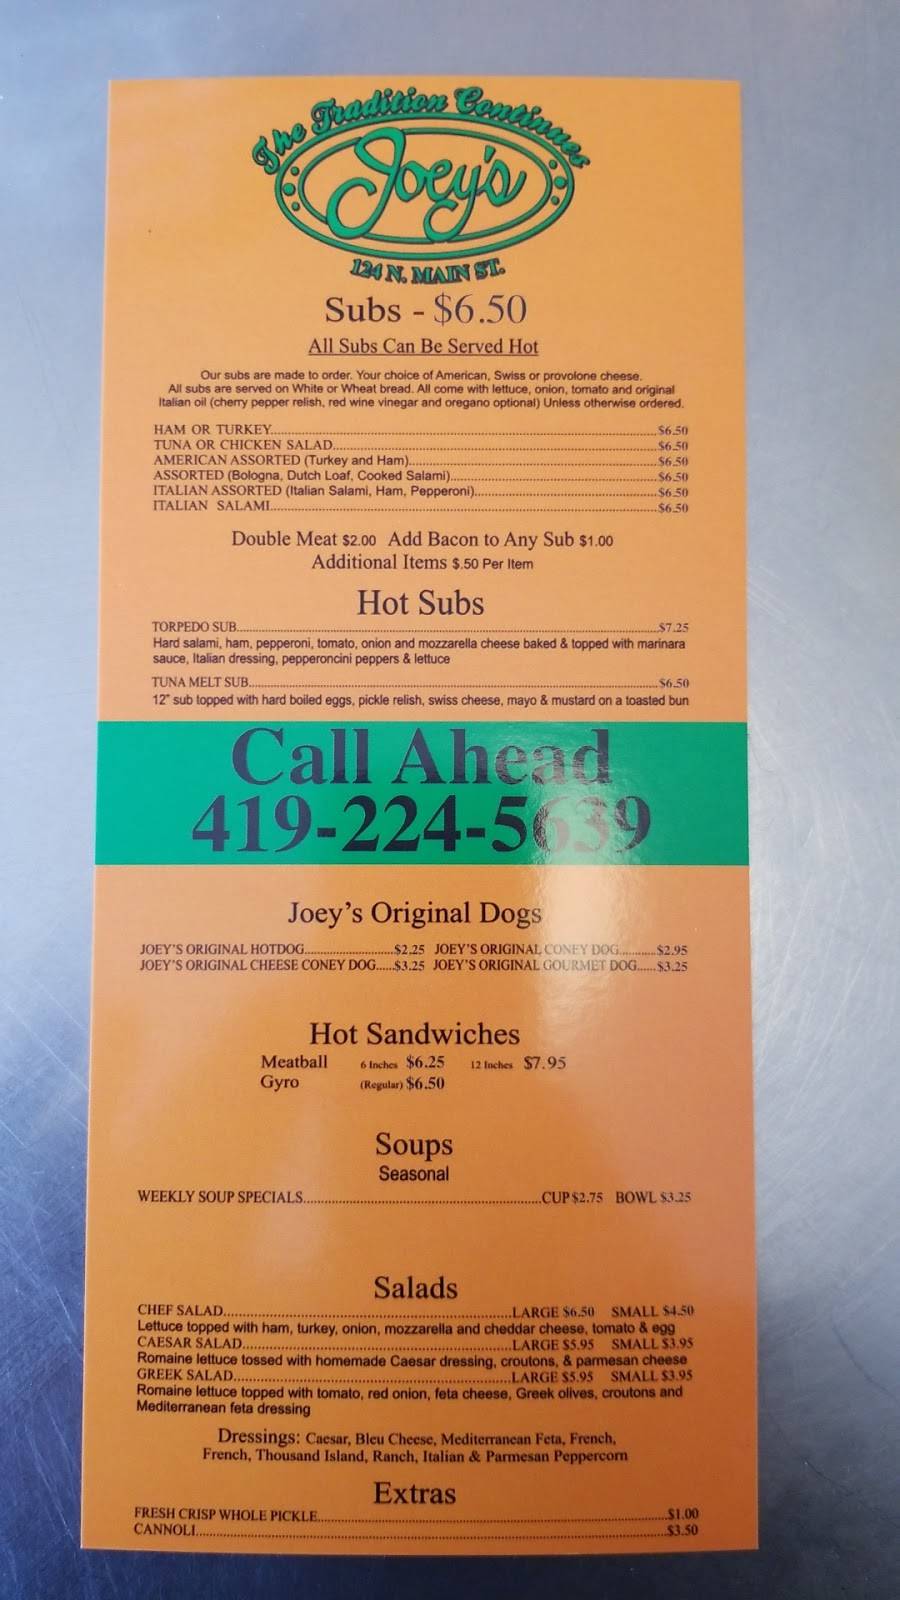 The Tradition Continues
Joey's
124 N. MAIN ST.
Subs - $6.50
All Subs Can Be Served Hot
Our subs are made to order. Your choice of American, Swiss or provolone cheese.
All subs are served on White or Wheat bread. All come with lettuce, onion, tomato and original
Italian oil (cherry pepper relish, red wine vinegar and oregano optional) Unless otherwise ordered.
HAM OR TURKEY $6.50
TUNA OR CHICKEN SALAD $6.50
AMERICAN ASSORTED (Turkey and Ham) $6.50
ASSORTED (Bologna, Dutch Loaf, Cooked Salami) $6.50
ITALIAN ASSORTED (Italian Salami, Ham, Pepperoni) $6.50
ITALIAN SALAMI $6.50
Double Meat $2.00 Add Bacon to Any Sub $1.00
Additional Items $.50 Per Item
Hot Subs
TORPEDO SUB $7.25
Hard salami, ham, pepperoni, tomato, onion and mozzarella cheese baked & topped with marinara
sauce, Italian dressing, pepperoncini peppers & lettuce
TUNA MELT SUB $6.50
12" sub topped with hard boiled eggs, pickle relish, swiss cheese, mayo & mustard on a toasted bun
Call Ahead
419-224-5639
Joey's Original Dogs
JOEY'S ORIGINAL HOTDOG $2.25 JOEY'S ORIGINAL CONEY DOG $2.95
JOEY'S ORIGINAL CHEESE CONEY DOG $3.25 JOEY'S ORIGINAL GOURMET DOG $3.25
Hot Sandwiches
Meatball 6 Inches $6.25 12 Inches $7.95
Gyro (Regular) $6.50
Soups
Seasonal
WEEKLY SOUP SPECIALS CUP $2.75 BOWL $3.25
Salads
CHEF SALAD LARGE $6.50 SMALL $4.50
Lettuce topped with ham, turkey, onion, mozzarella and cheddar cheese, tomato & egg
CAESAR SALAD LARGE $5.95 SMALL $3.95
Romaine lettuce tossed with homemade Caesar dressing, croutons, & parmesan cheese
GREEK SALAD LARGE $5.95 SMALL $3.95
Romaine lettuce topped with tomato, red onion, feta cheese, Greek olives, croutons and
Mediterranean feta dressing
Dressings: Caesar, Bleu Cheese, Mediterranean Feta, French,
French, Thousand Island, Ranch, Italian & Parmesan Peppercorn
Extras
FRESH CRISP WHOLE PICKLE $1.00
CANNOLI $3.50